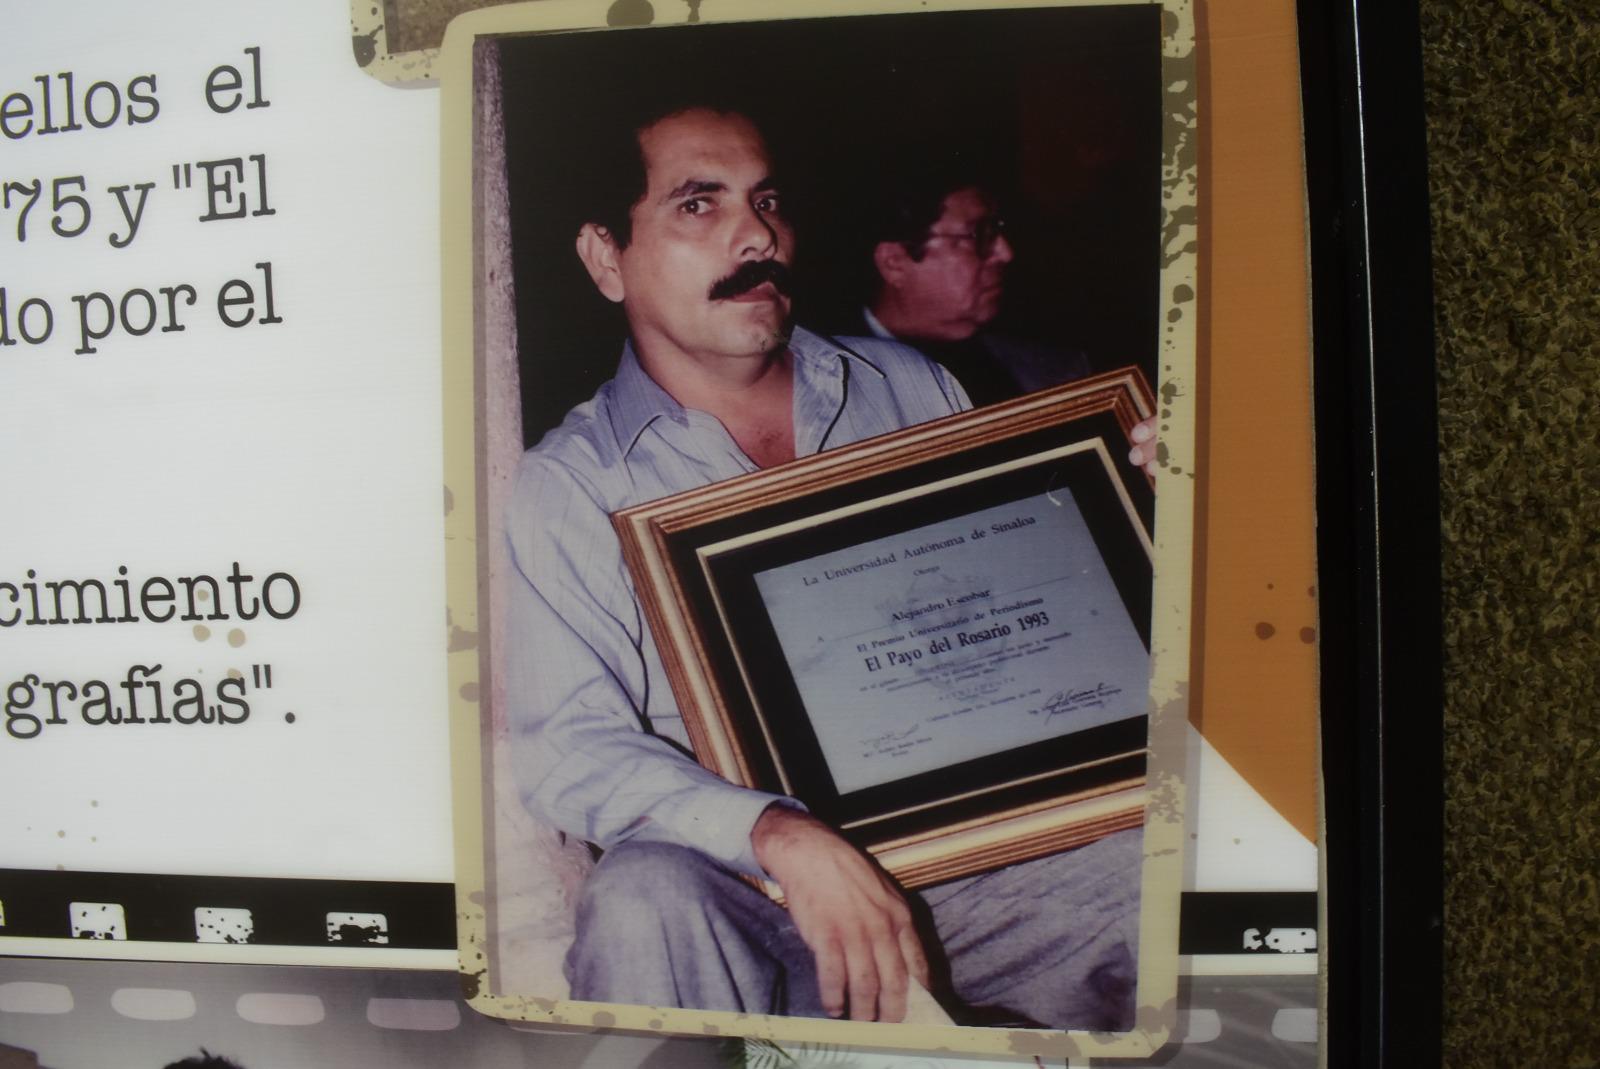 ellos el
75 y "El
do por el
cimiento
grafías".
La Universidad Autónoma de Sinaloa
Otorga
A Alejandro Escobar
El Premio Universitario de Periodismo
El Payo del Rosario 1993